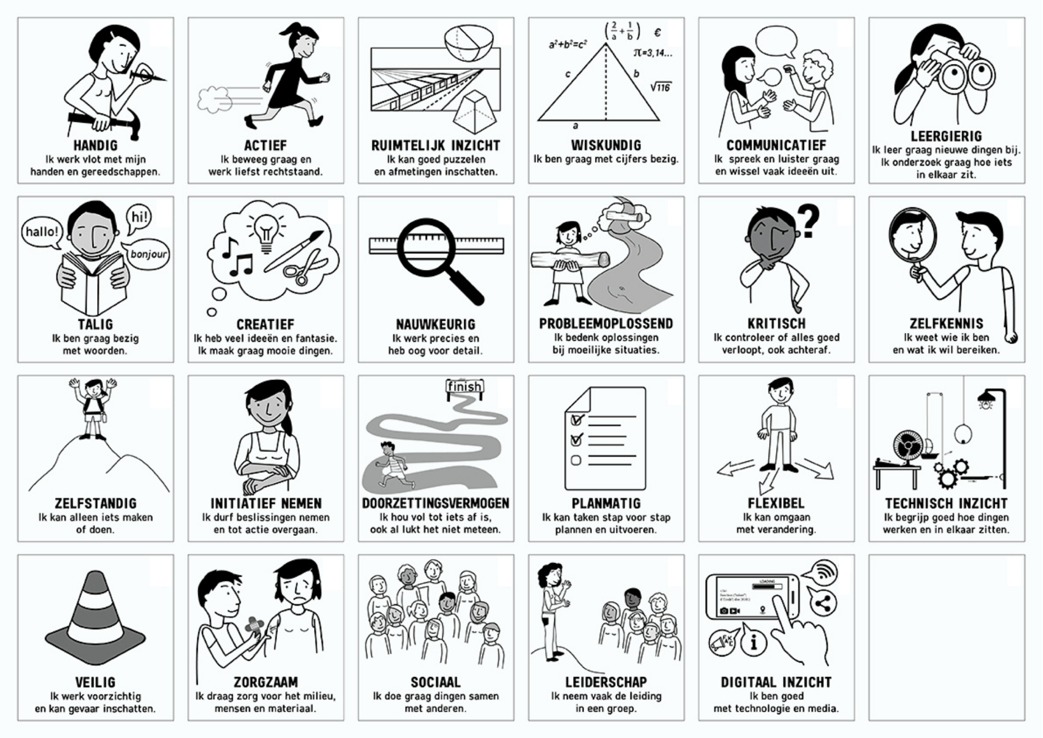 HANDIG
Ik werk vlot met mijn
handen en gereedschappen.
ACTIEF
Ik beweeg graag en
werk liefst rechtstaand.
RUIMTELIJK INZICHT
Ik kan goed puzzelen
en afmetingen inschatten.
a²+b²=c²
(2/a + 1/b) €
π=3,14...
√116
c
b
a
WISKUNDIG
Ik ben graag met cijfers bezig.
COMMUNICATIEF
Ik spreek en luister graag
en wissel vaak ideeën uit.
LEERGIERIG
Ik leer graag nieuwe dingen bij.
Ik onderzoek graag hoe iets
in elkaar zit.
hallo!
hi!
bonjour
TALIG
Ik ben graag bezig
met woorden.
CREATIEF
Ik heb veel ideeën en fantasie.
Ik maak graag mooie dingen.
NAUWKEURIG
Ik werk precies en
heb oog voor detail.
PROBLEEMOPLOSSEND
Ik bedenk oplossingen
bij moeilijke situaties.
?
KRITISCH
Ik controleer of alles goed
verloopt, ook achteraf.
ZELFKENNIS
Ik weet wie ik ben
en wat ik wil bereiken.
ZELFSTANDIG
Ik kan alleen iets maken
of doen.
INITIATIEF NEMEN
Ik durf beslissingen nemen
en tot actie overgaan.
finish
DOORZETTINGSVERMOGEN
Ik hou vol tot iets af is,
ook al lukt het niet meteen.
PLANMATIG
Ik kan taken stap voor stap
plannen en uitvoeren.
FLEXIBEL
Ik kan omgaan
met verandering.
TECHNISCH INZICHT
Ik begrijp goed hoe dingen
werken en in elkaar zitten.
VEILIG
Ik werk voorzichtig
en kan gevaar inschatten.
ZORGZAAM
Ik draag zorg voor het milieu,
mensen en materiaal.
SOCIAAL
Ik doe graag dingen samen
met anderen.
LEIDERSCHAP
Ik neem vaak de leiding
in een groep.
LOADING...
i
DIGITAAL INZICHT
Ik ben goed
met technologie en media.